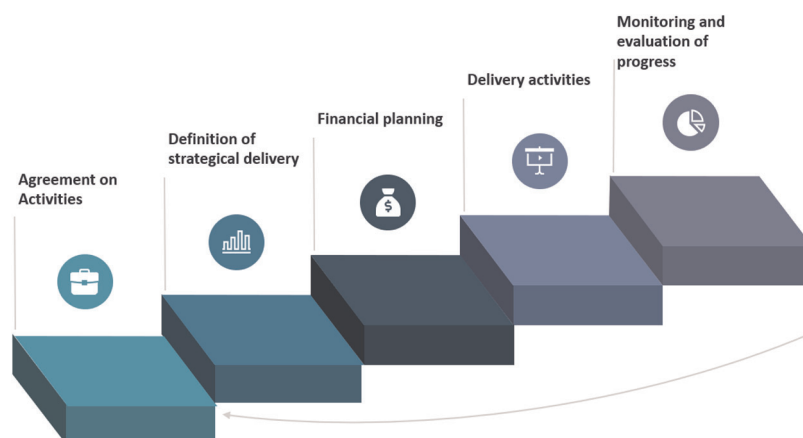 Agreement on
Activities
Definition of
strategical delivery
Financial planning
$
Delivery activities
Monitoring and
evaluation of
progress